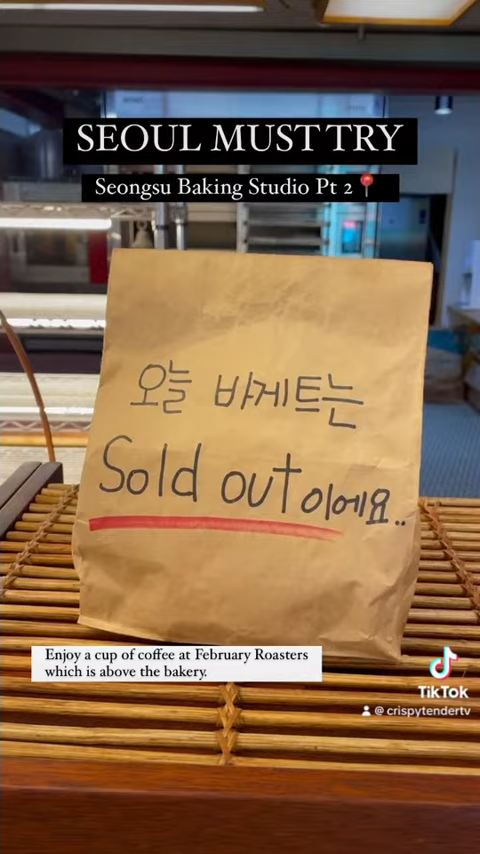 SEOUL MUST TRY
Seongsu Baking Studio Pt 2📍
오늘 바게트는
Sold out이에요..
Enjoy a cup of coffee at February Roasters
which is above the bakery.
TikTok
@ crispytendertv